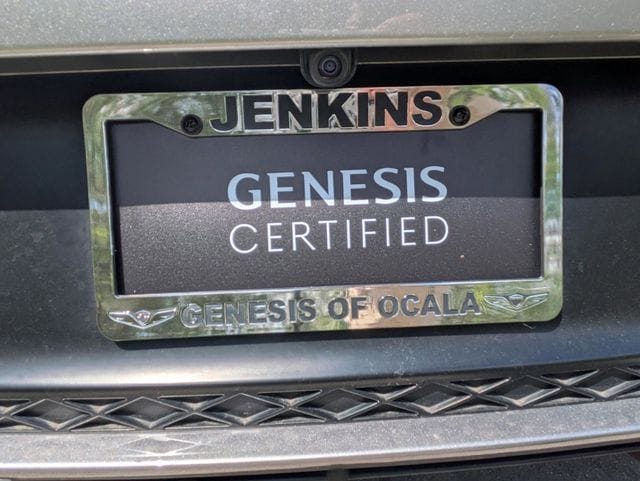 JENKINS
GENESIS
CERTIFIED
GENESIS OF OCALA